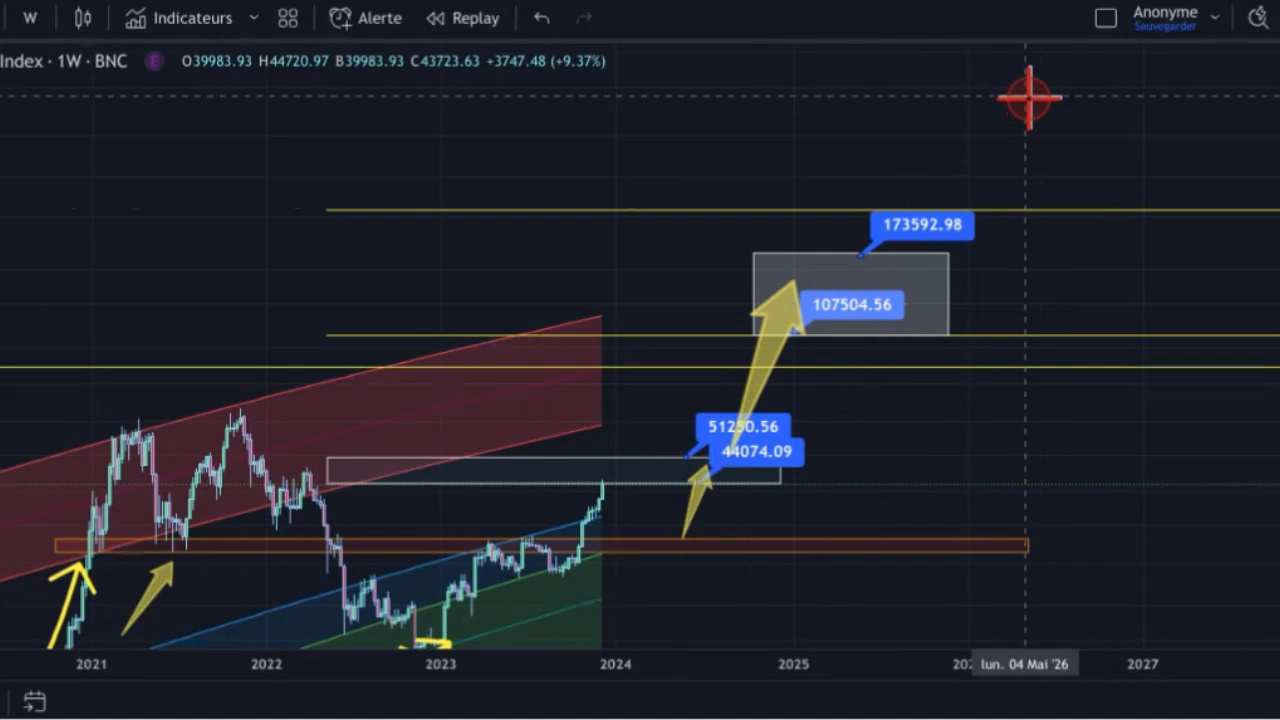 W Indicateurs Alerte Replay Anonyme
Sauvegarder
Index · 1W · BNC E O39983.93 H44720.97 B39983.93 C43723.63 +3747.48 (+9.37%)
173592.98
107504.56
51250.56
44074.09
2021 2022 2023 2024 2025 lun. 04 Mai '26 2027